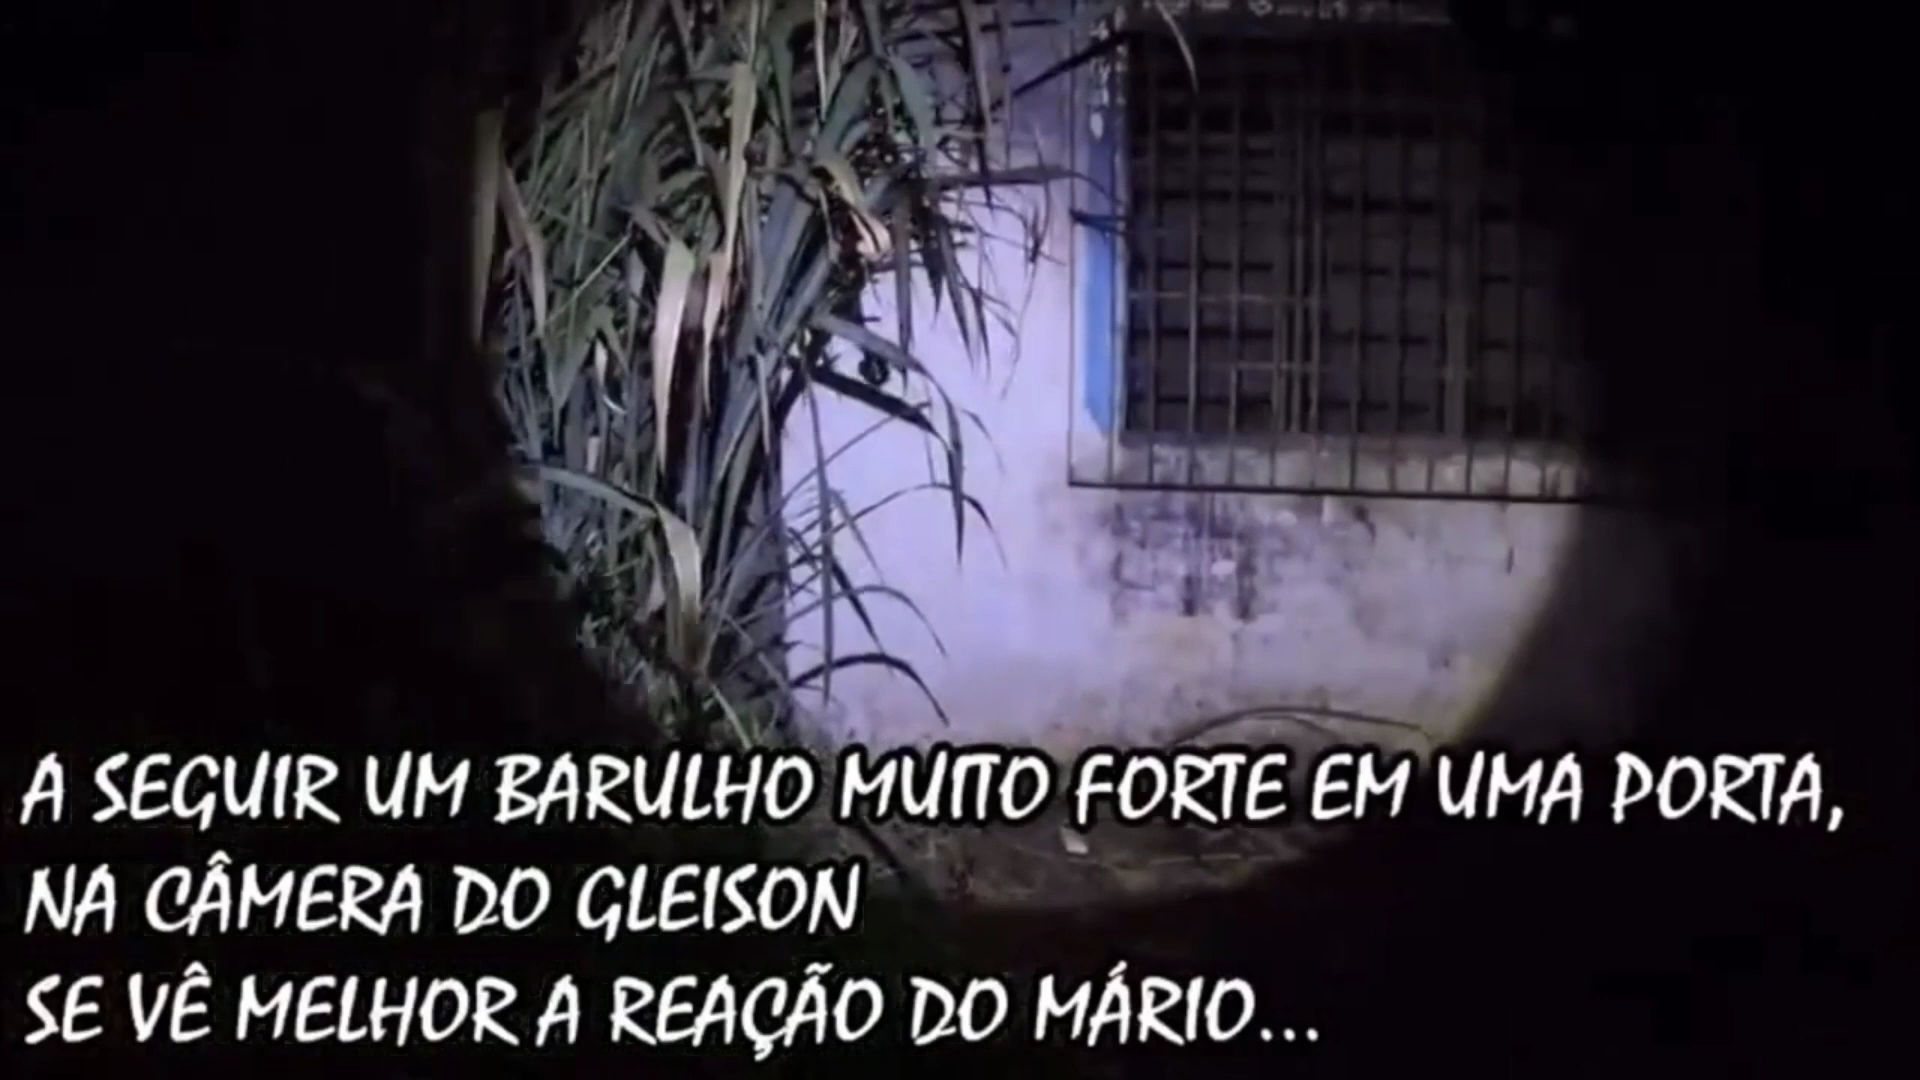 A SEGUIR UM BARULHO MUITO FORTE EM UMA PORTA,
NA CÂMERA DO GLEISON
SE VÊ MELHOR A REAÇÃO DO MÁRIO...